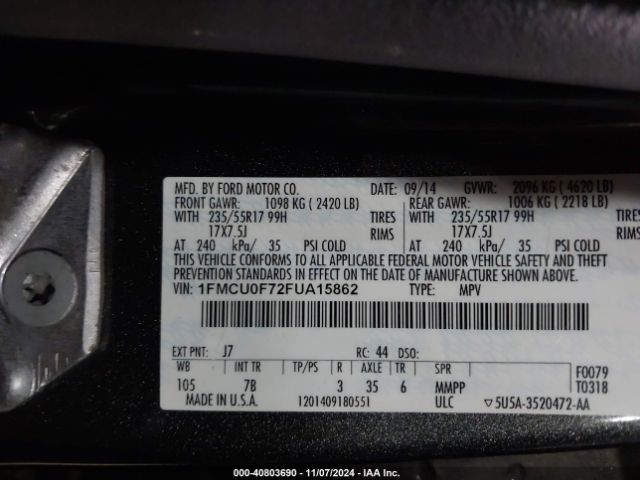 MFD. BY FORD MOTOR CO. DATE: 09/14 GVWR: 2096 KG ( 4620 LB)
FRONT GAWR: 1098 KG ( 2420 LB) REAR GAWR: 1006 KG ( 2218 LB)
WITH 235/55R17 99H TIRES WITH 235/55R17 99H TIRES
17X7.5J RIMS 17X7.5J RIMS
AT 240 kPa/ 35 PSI COLD AT 240 kPa/ 35 PSI COLD
THIS VEHICLE CONFORMS TO ALL APPLICABLE FEDERAL MOTOR VEHICLE SAFETY AND THEFT
PREVENTION STANDARDS IN EFFECT ON THE DATE OF MANUFACTURE SHOWN ABOVE.
VIN: 1FMCU0F72FUA15862 TYPE: MPV
EXT PNT: J7 RC: 44 DSO:
WB INT TR TP/PS R AXLE TR SPR F0079
105 7B 3 35 6 MMPP T0318
MADE IN U.S.A. 1201409180551 ULC ▽5U5A-3520472-AA
000-40803690 - 11/07/2024 - IAA Inc.